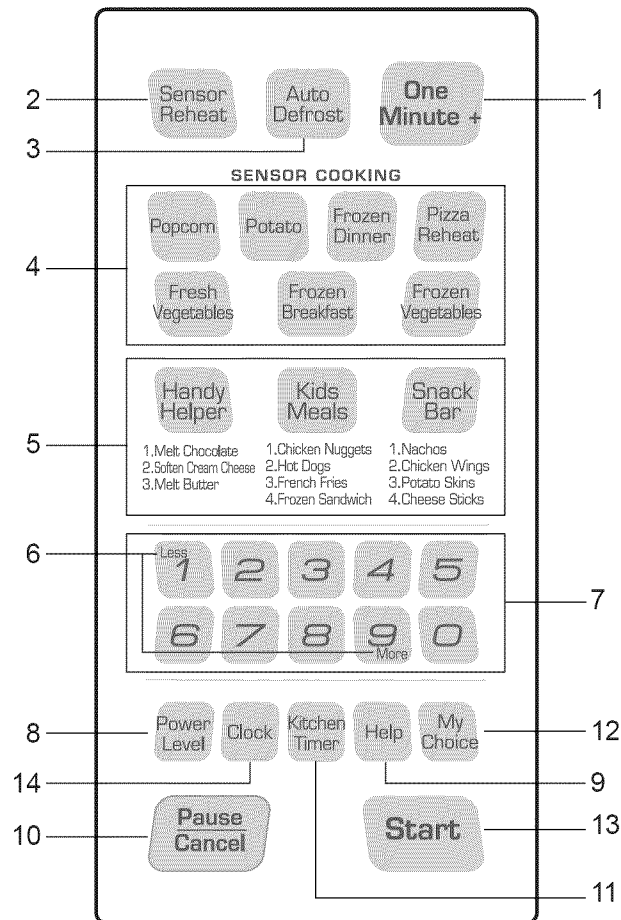 Sensor
Reheat
Auto
Defrost
One
Minute +
2
3
1
SENSOR COOKING
Popcorn
Potato
Frozen
Dinner
Pizza
Reheat
4
Fresh
Vegetables
Frozen
Breakfast
Frozen
Vegetables
Handy
Helper
Kids
Meals
Snack
Bar
5
1.Melt Chocolate
2.Soften Cream Cheese
3.Melt Butter
1.Chicken Nuggets
2.Hot Dogs
3.French Fries
4.Frozen Sandwich
1.Nachos
2.Chicken Wings
3.Potato Skins
4.Cheese Sticks
6
Less
1 2 3 4 5
7
6 7 8 9 0
More
8
Power
Level
Clock
Kitchen
Timer
Help
My
Choice
12
14
9
10
Pause
Cancel
Start
13
11